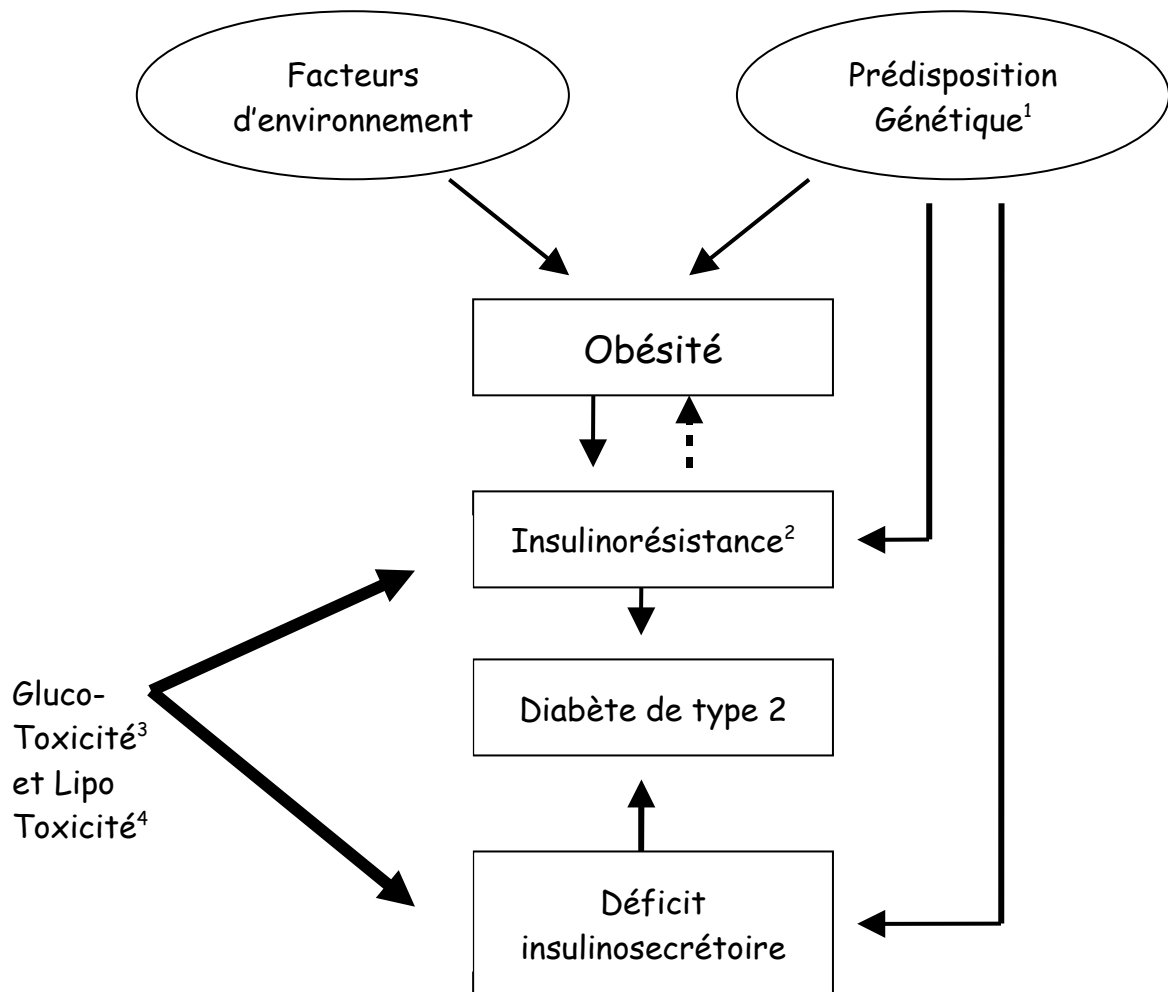 Facteurs
d'environnement
Prédisposition
Génétique¹
Obésité
Insulinorésistance²
Diabète de type 2
Gluco-
Toxicité³
et Lipo
Toxicité⁴
Déficit
insulinosecrétoire